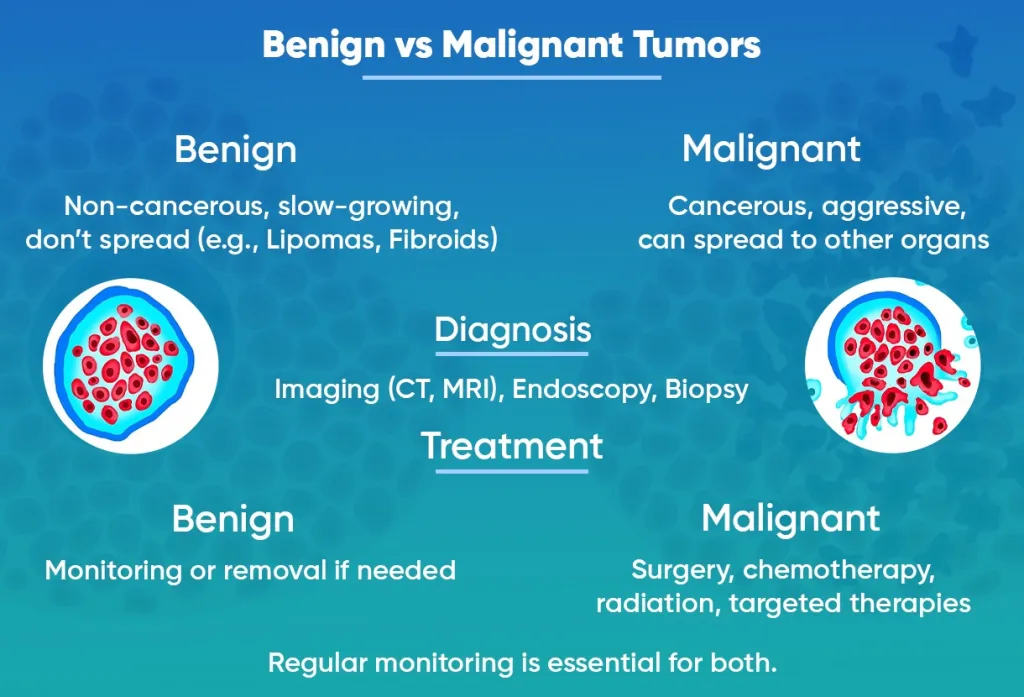 Benign vs Malignant Tumors
Benign
Non-cancerous, slow-growing,
don't spread (e.g., Lipomas, Fibroids)
Malignant
Cancerous, aggressive,
can spread to other organs
Diagnosis
Imaging (CT, MRI), Endoscopy, Biopsy
Treatment
Benign
Monitoring or removal if needed
Malignant
Surgery, chemotherapy,
radiation, targeted therapies
Regular monitoring is essential for both.